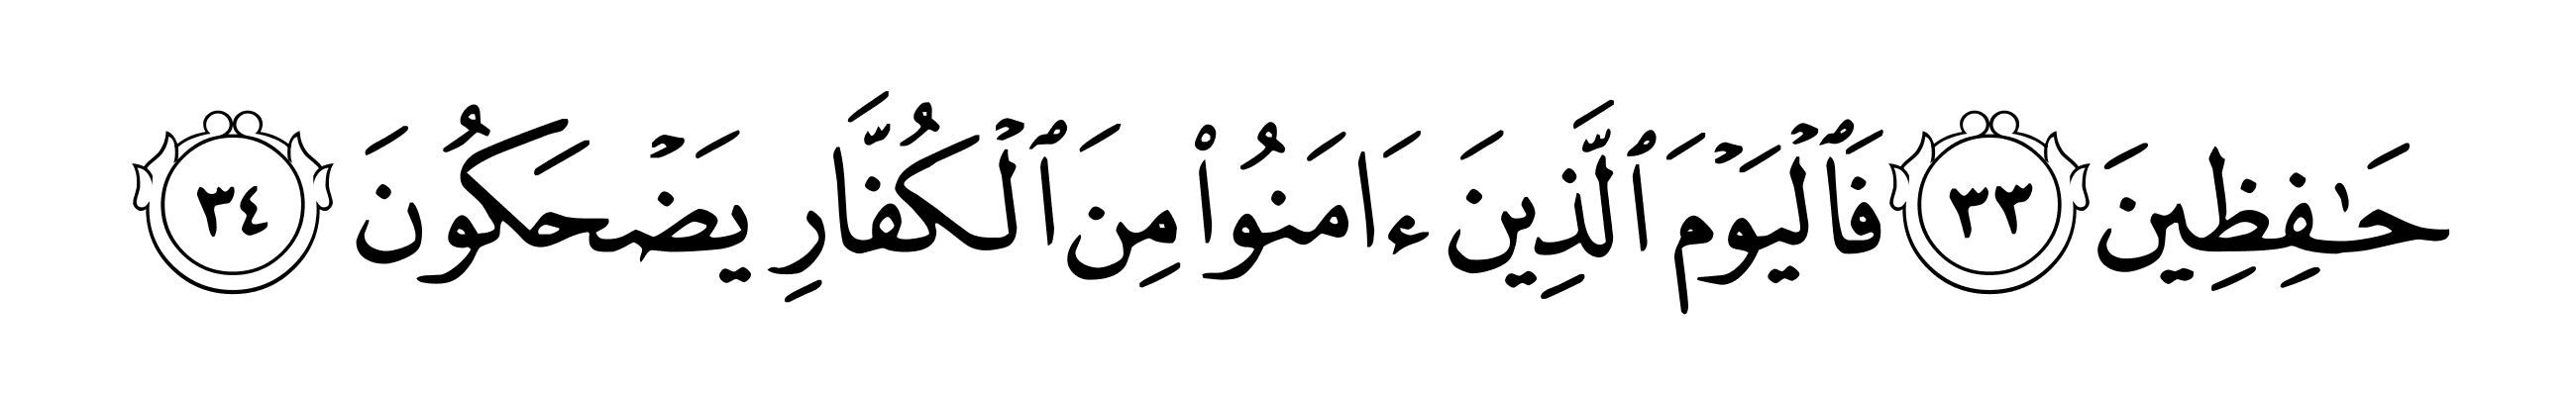 حَـٰفِظِينَ ٣٣ فَٱلۡيَوۡمَ ٱلَّذِينَ ءَامَنُواْ مِنَ ٱلۡكُفَّارِ يَضۡحَكُونَ ٣٤